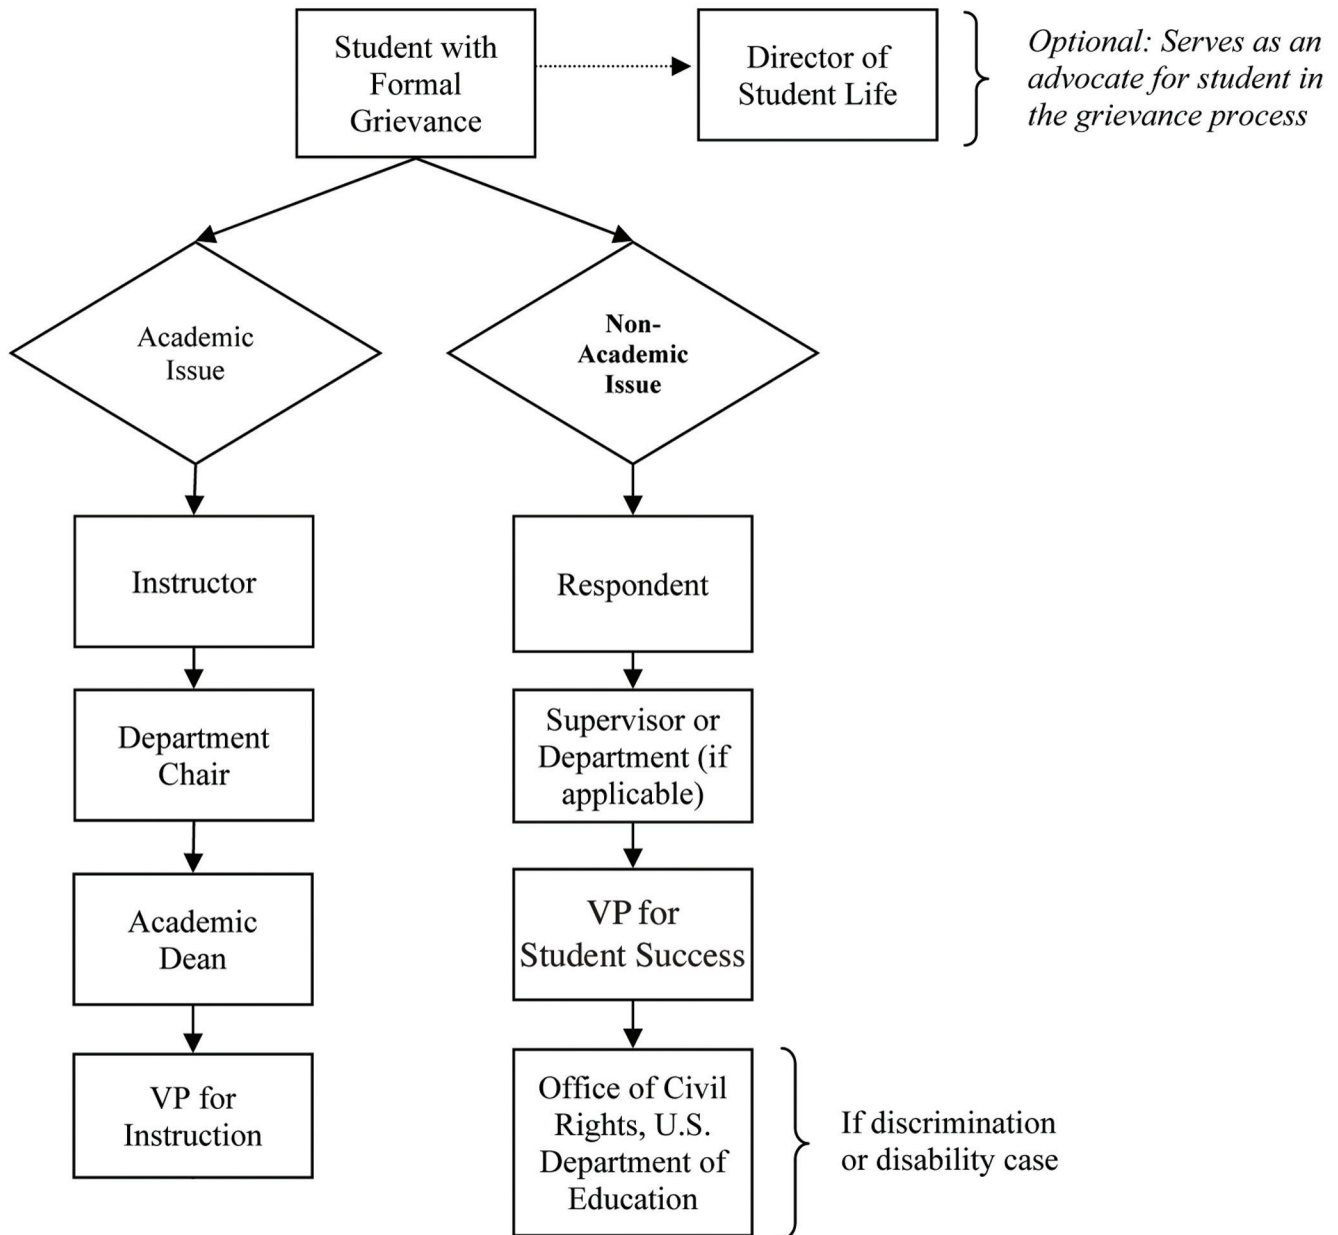 Student with
Formal
Grievance
Director of
Student Life
Optional: Serves as an
advocate for student in
the grievance process
Academic
Issue
Non-
Academic
Issue
Instructor
Respondent
Department
Chair
Supervisor or
Department (if
applicable)
Academic
Dean
VP for
Student Success
VP for
Instruction
Office of Civil
Rights, U.S.
Department of
Education
If discrimination
or disability case